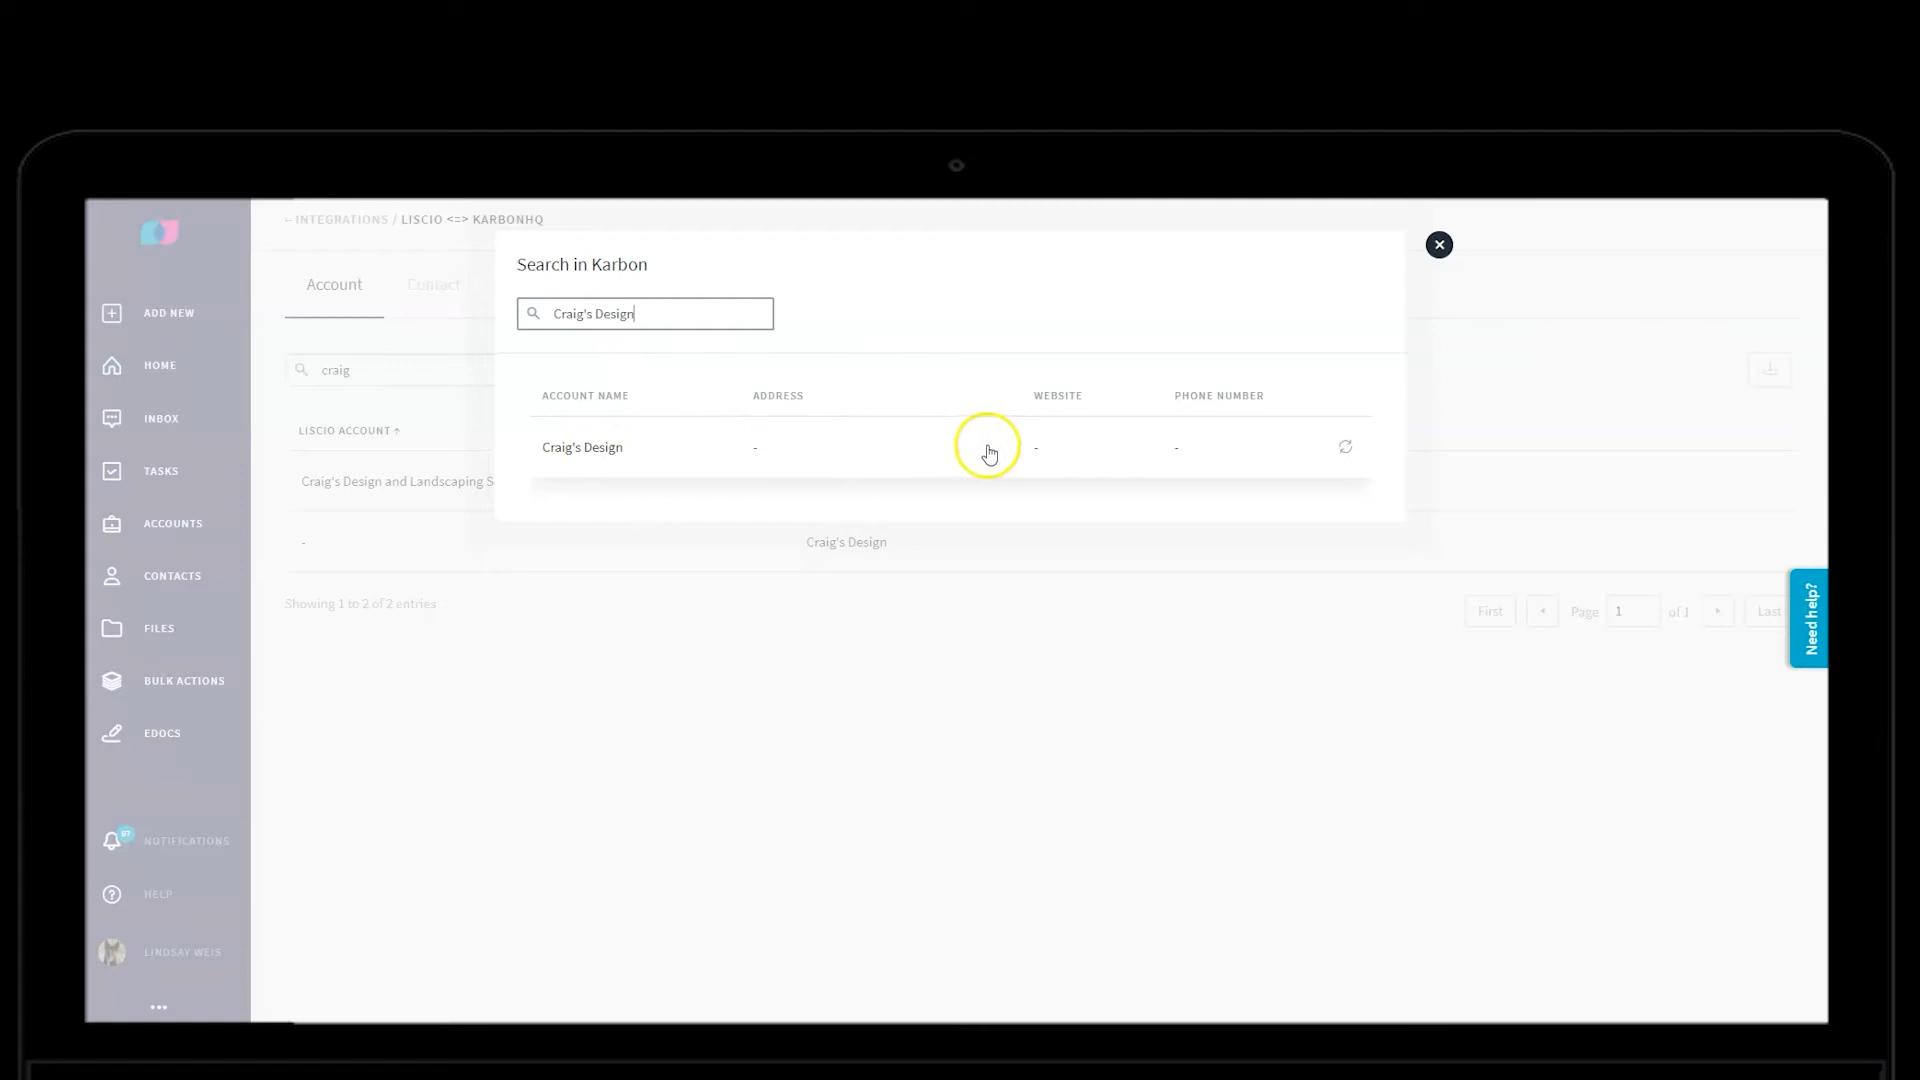 ←INTEGRATIONS / LISCIO <=> KARBONHQ
Search in Karbon
Account
Contact
Craig's Design
ADD NEW
HOME
craig
ACCOUNT NAME
ADDRESS
WEBSITE
PHONE NUMBER
INBOX
LISCIO ACCOUNT ↑
Craig's Design
-
-
-
TASKS
Craig's Design and Landscaping S
ACCOUNTS
-
Craig's Design
CONTACTS
Showing 1 to 2 of 2 entries
First
Page
1
of 1
Last
Need help?
FILES
BULK ACTIONS
EDOCS
NOTIFICATIONS
HELP
LINDSAY WEIS